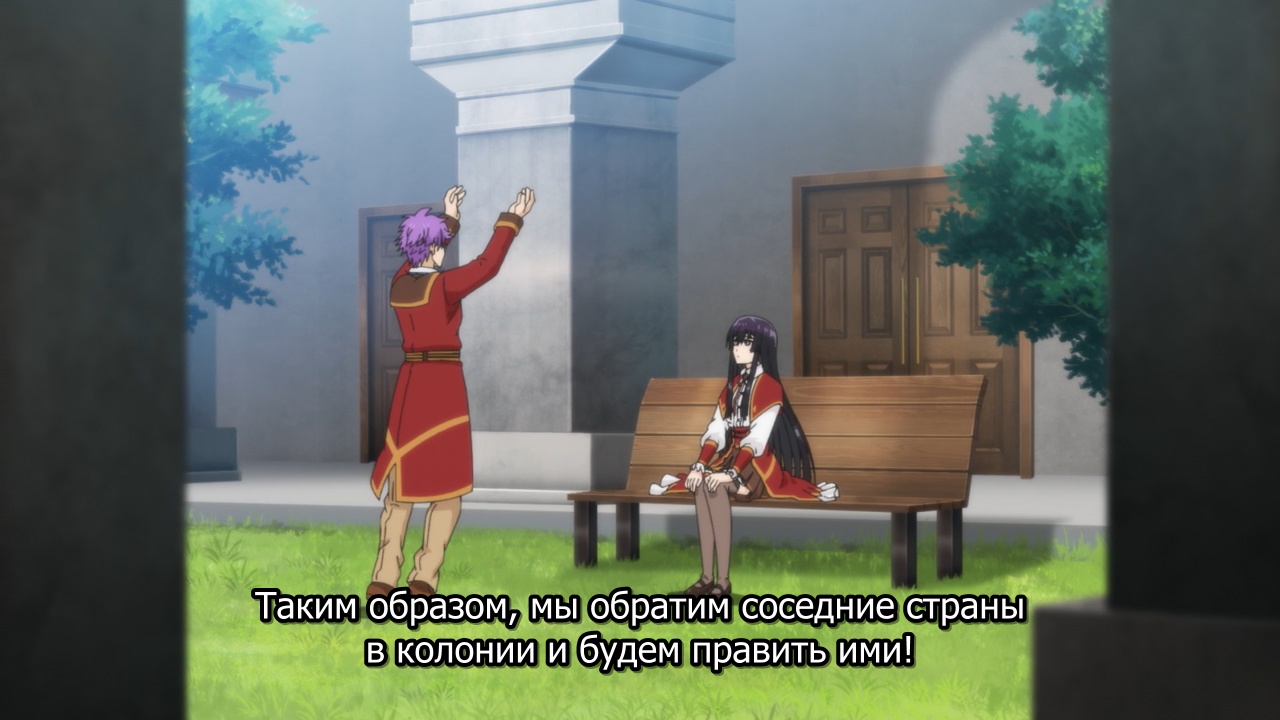 Таким образом, мы обратим соседние страны
в колонии и будем править ими!